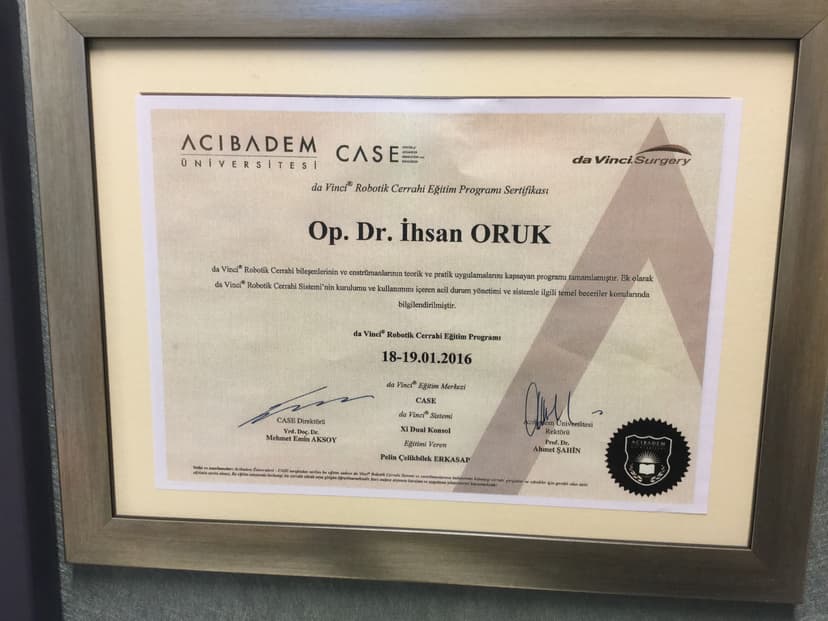 ACIBADEM
ÜNİVERSİTESİ
CASE
da Vinci.Surgery
da Vinci® Robotik Cerrahi Eğitim Programı Sertifikası
Op. Dr. İhsan ORUK
da Vinci® Robotik Cerrahi bileşenlerinin ve enstrümanlarının teorik ve pratik uygulamalarını kapsayan programı tamamlamıştır. Ek olarak
da Vinci® Robotik Cerrahi Sistemi'nin kurulumu ve kullanımını içeren acil durum yönetimi ve sistemle ilgili temel beceriler konularında
bilgilendirilmiştir.
da Vinci® Robotik Cerrahi Eğitim Programı
18-19.01.2016
da Vinci® Eğitim Merkezi
CASE
da Vinci® Sistemi
Xi Dual Konsol
Eğitimi Veren
Pelin Çelikbilek ERKASAP
CASE Direktörü
Yrd. Doç. Dr.
Mehmet Emin AKSOY
Acıbadem Üniversitesi
Rektörü
Prof. Dr.
Ahmet ŞAHİN
ACIBADEM